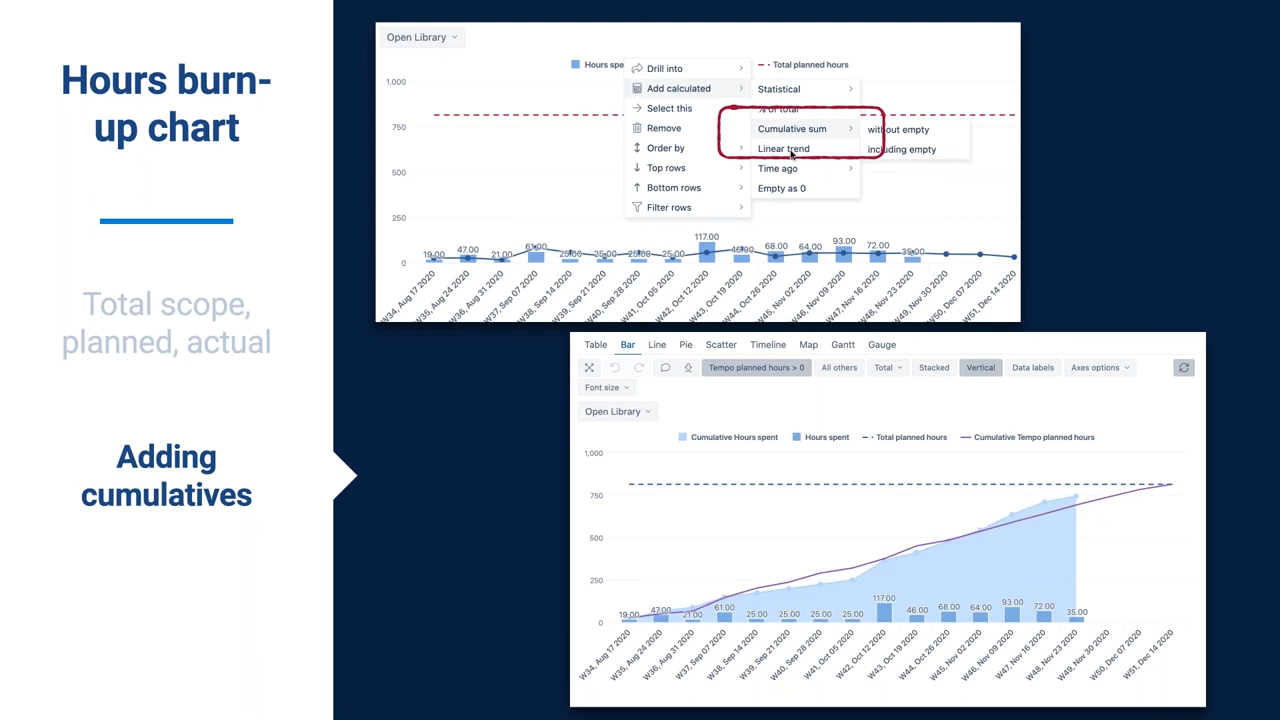 Hours burn-
up chart
Total scope,
planned, actual
Adding
cumulatives
Open Library
Hours spe
Total planned hours
1,000
750
500
250
0
Drill into
Add calculated
Select this
Remove
Order by
Top rows
Bottom rows
Filter rows
Statistical
% of total
Cumulative sum
Linear trend
Time ago
Empty as 0
without empty
including empty
19.00 47.00 21.00 61.00 25.00 25.00 25.00 25.00 117.00 46.00 68.00 64.00 93.00 72.00 35.00
W34, Aug 17 2020
W35, Aug 24 2020
W36, Aug 31 2020
W37, Sep 07 2020
W38, Sep 14 2020
W39, Sep 21 2020
W40, Sep 28 2020
W41, Oct 05 2020
W42, Oct 12 2020
W43, Oct 19 2020
W44, Oct 26 2020
W45, Nov 02 2020
W46, Nov 09 2020
W47, Nov 16 2020
W48, Nov 23 2020
W49, Nov 30 2020
W50, Dec 07 2020
W51, Dec 14 2020
Table Bar Line Pie Scatter Timeline Map Gantt Gauge
Tempo planned hours > 0 All others Total Stacked Vertical Data labels Axes options
Font size
Open Library
Cumulative Hours spent Hours spent Total planned hours Cumulative Tempo planned hours
1,000
750
500
250
0
19.00 47.00 21.00 61.00 25.00 25.00 25.00 25.00 117.00 46.00 68.00 64.00 93.00 72.00 35.00
W34, Aug 17 2020
W35, Aug 24 2020
W36, Aug 31 2020
W37, Sep 07 2020
W38, Sep 14 2020
W39, Sep 21 2020
W40, Sep 28 2020
W41, Oct 05 2020
W42, Oct 12 2020
W43, Oct 19 2020
W44, Oct 26 2020
W45, Nov 02 2020
W46, Nov 09 2020
W47, Nov 16 2020
W48, Nov 23 2020
W49, Nov 30 2020
W50, Dec 07 2020
W51, Dec 14 2020